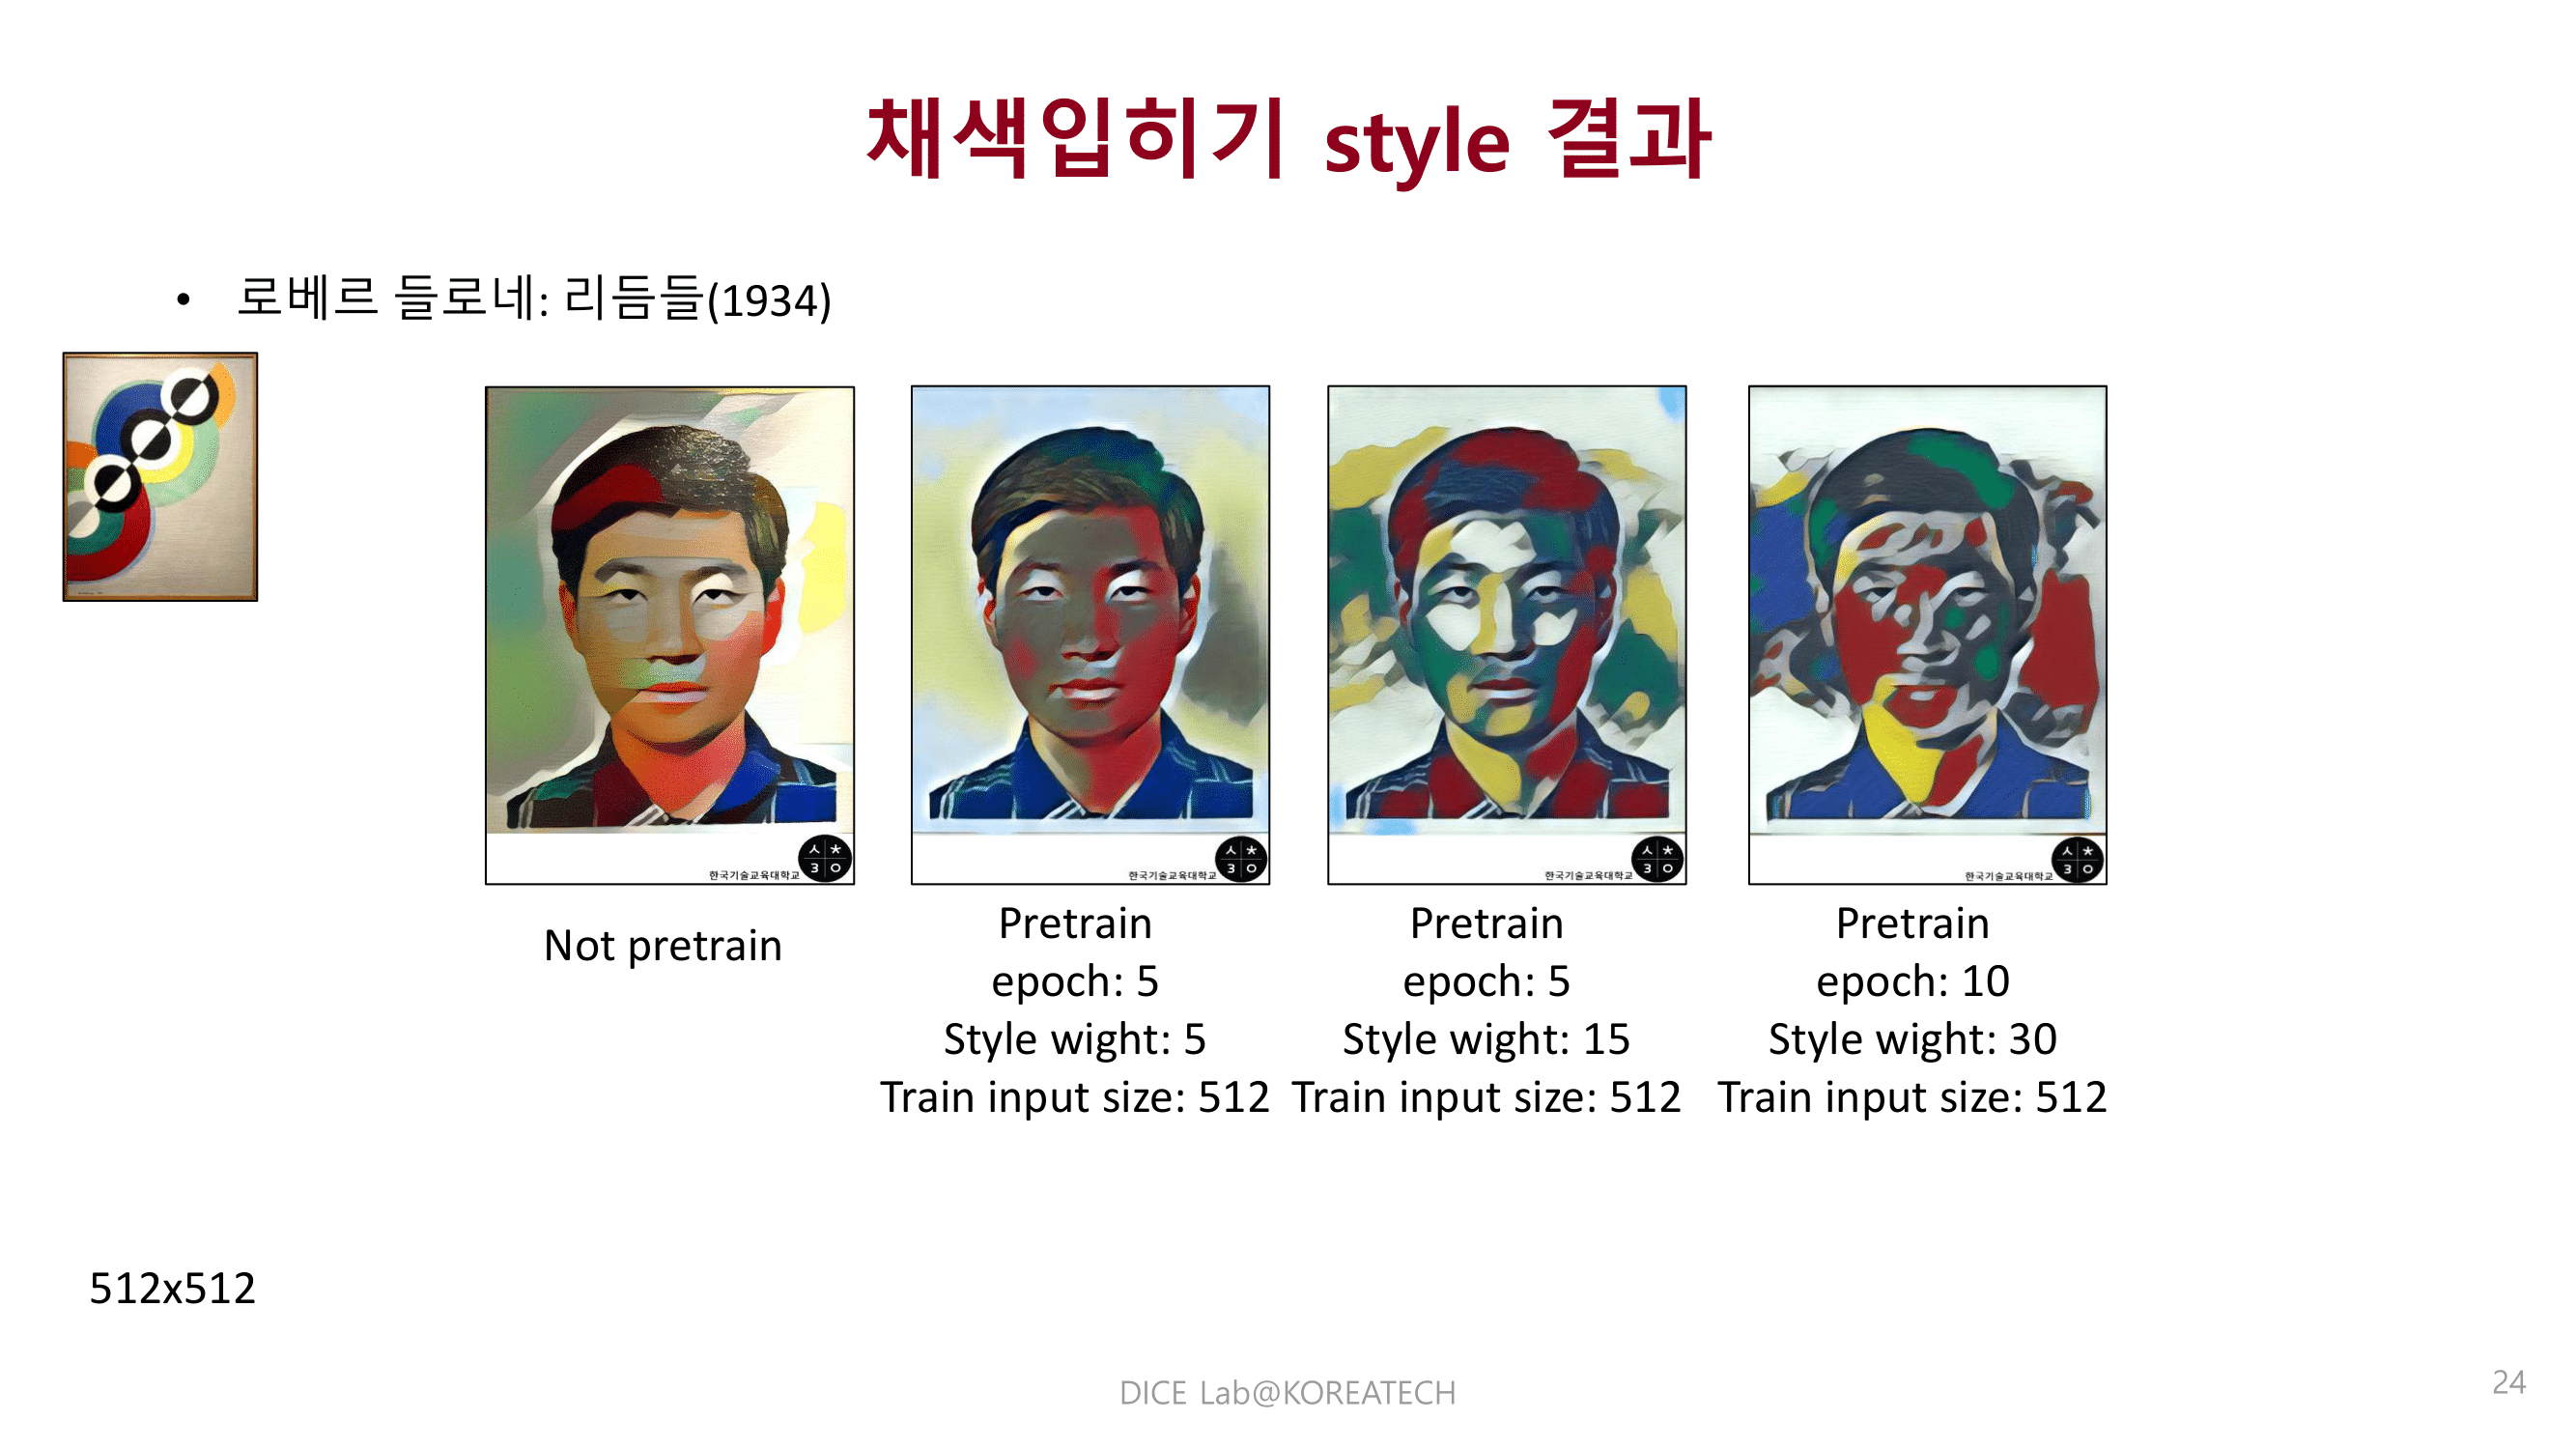 채색입히기 style 결과
• 로베르 들로네: 리듬들(1934)
한국기술교육대학교
ㅅㅊ
ㅋㅇ
한국기술교육대학교
한국기술교육대학교
한국기술교육대학교
Not pretrain
Pretrain
epoch: 5
Style wight: 5
Train input size: 512
Pretrain
epoch: 5
Style wight: 15
Train input size: 512
Pretrain
epoch: 10
Style wight: 30
Train input size: 512
512x512
DICE Lab@KOREATECH
24